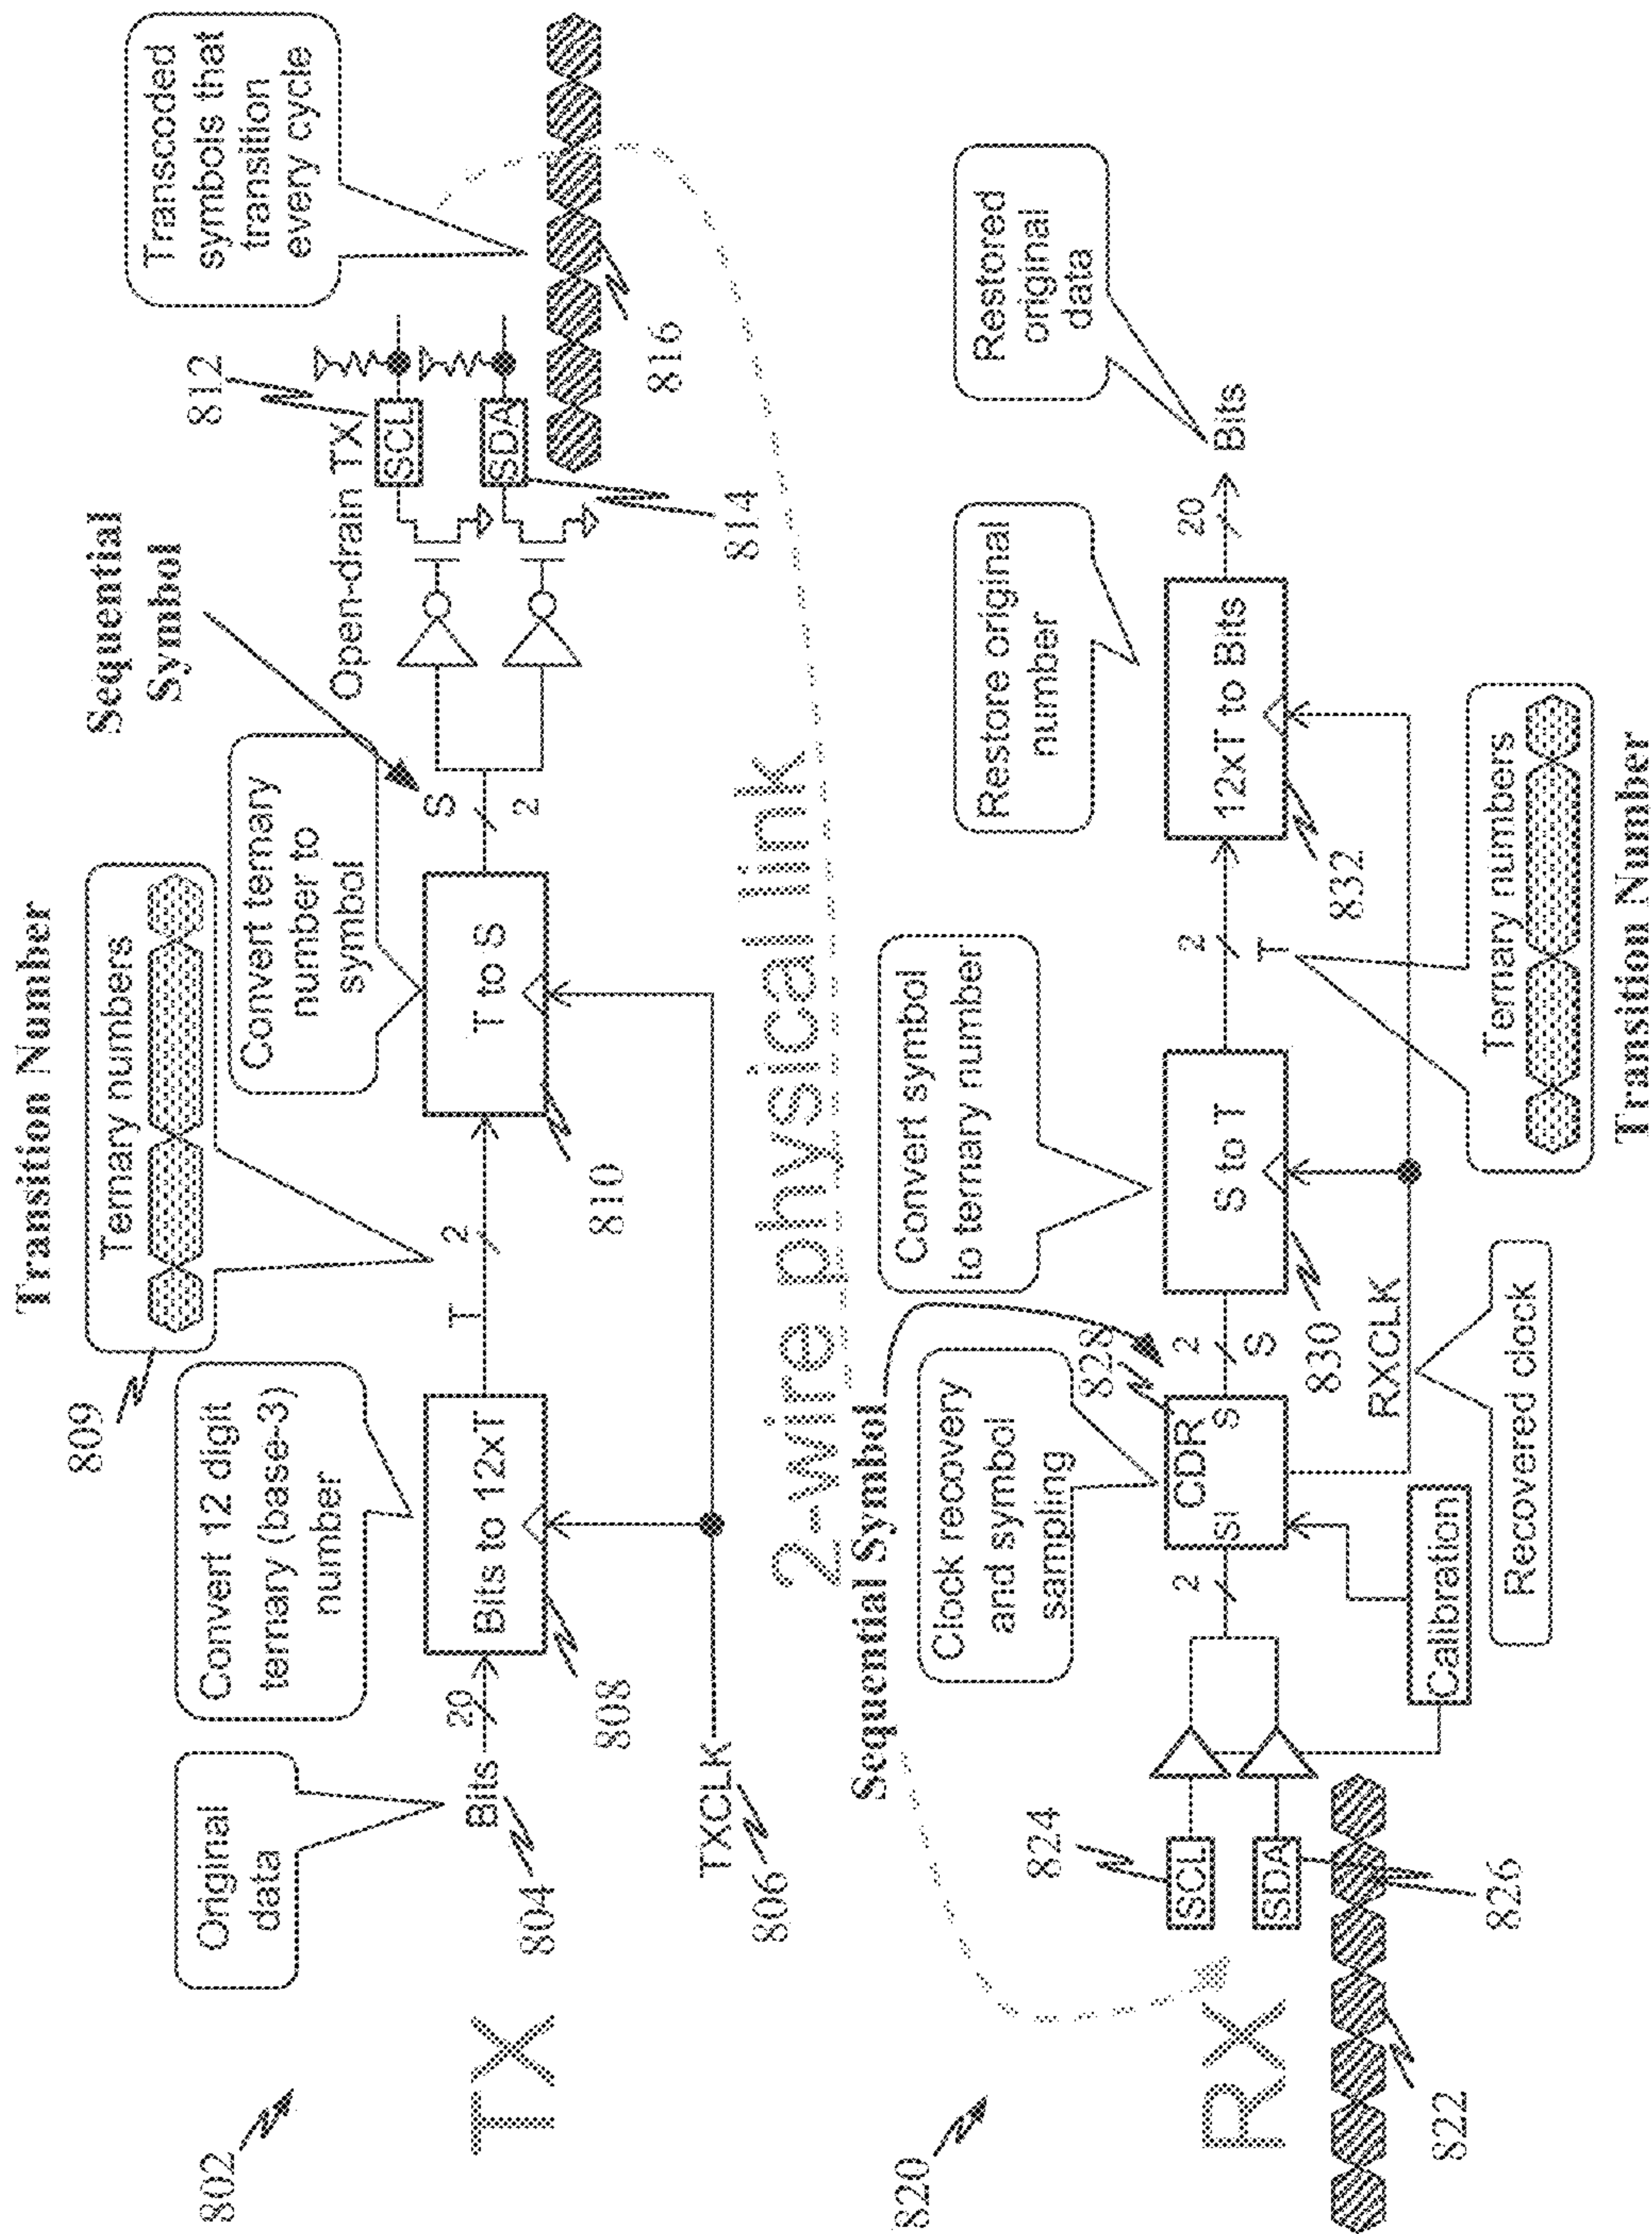 802
TX
Original
data
Bits
804
20
Convert 12 digit
ternary (base-3)
number
Bits to 12xT
808
TXCLK
806
Transition Number
809
Ternary numbers
T
2
Convert ternary
number to
symbol
T to S
810
Sequential
Symbol
S
2
Open-drain TX
SCL
812
SDA
814
Transcoded
symbols that
transition
every cycle
816
2-wire physical link
820
RX
822
SCL
824
SDA
826
Calibration
2
Sequential Symbol
Clock recovery
and symbol
sampling
828
CDR
SI
S
2
S
Convert symbol
to ternary number
S to T
830
RXCLK
Recovered clock
2
T
Ternary numbers
Transition Number
Restore original
number
12xT to Bits
832
20
Bits
Restored
original
data